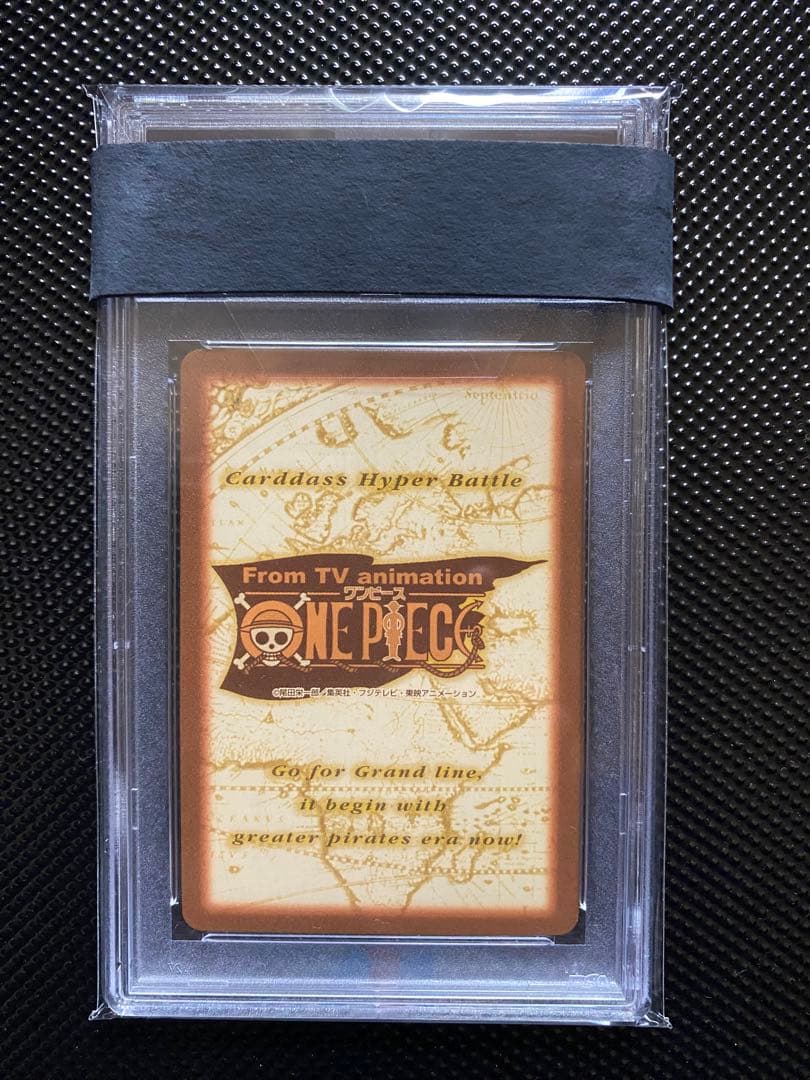 Septentrio
Carddass Hyper Battle
From TV animation
ワンピース
ONE PIECE
©尾田栄一郎/集英社・フジテレビ・東映アニメーション
Go for Grand line,
it begin with
greater pirates era now!